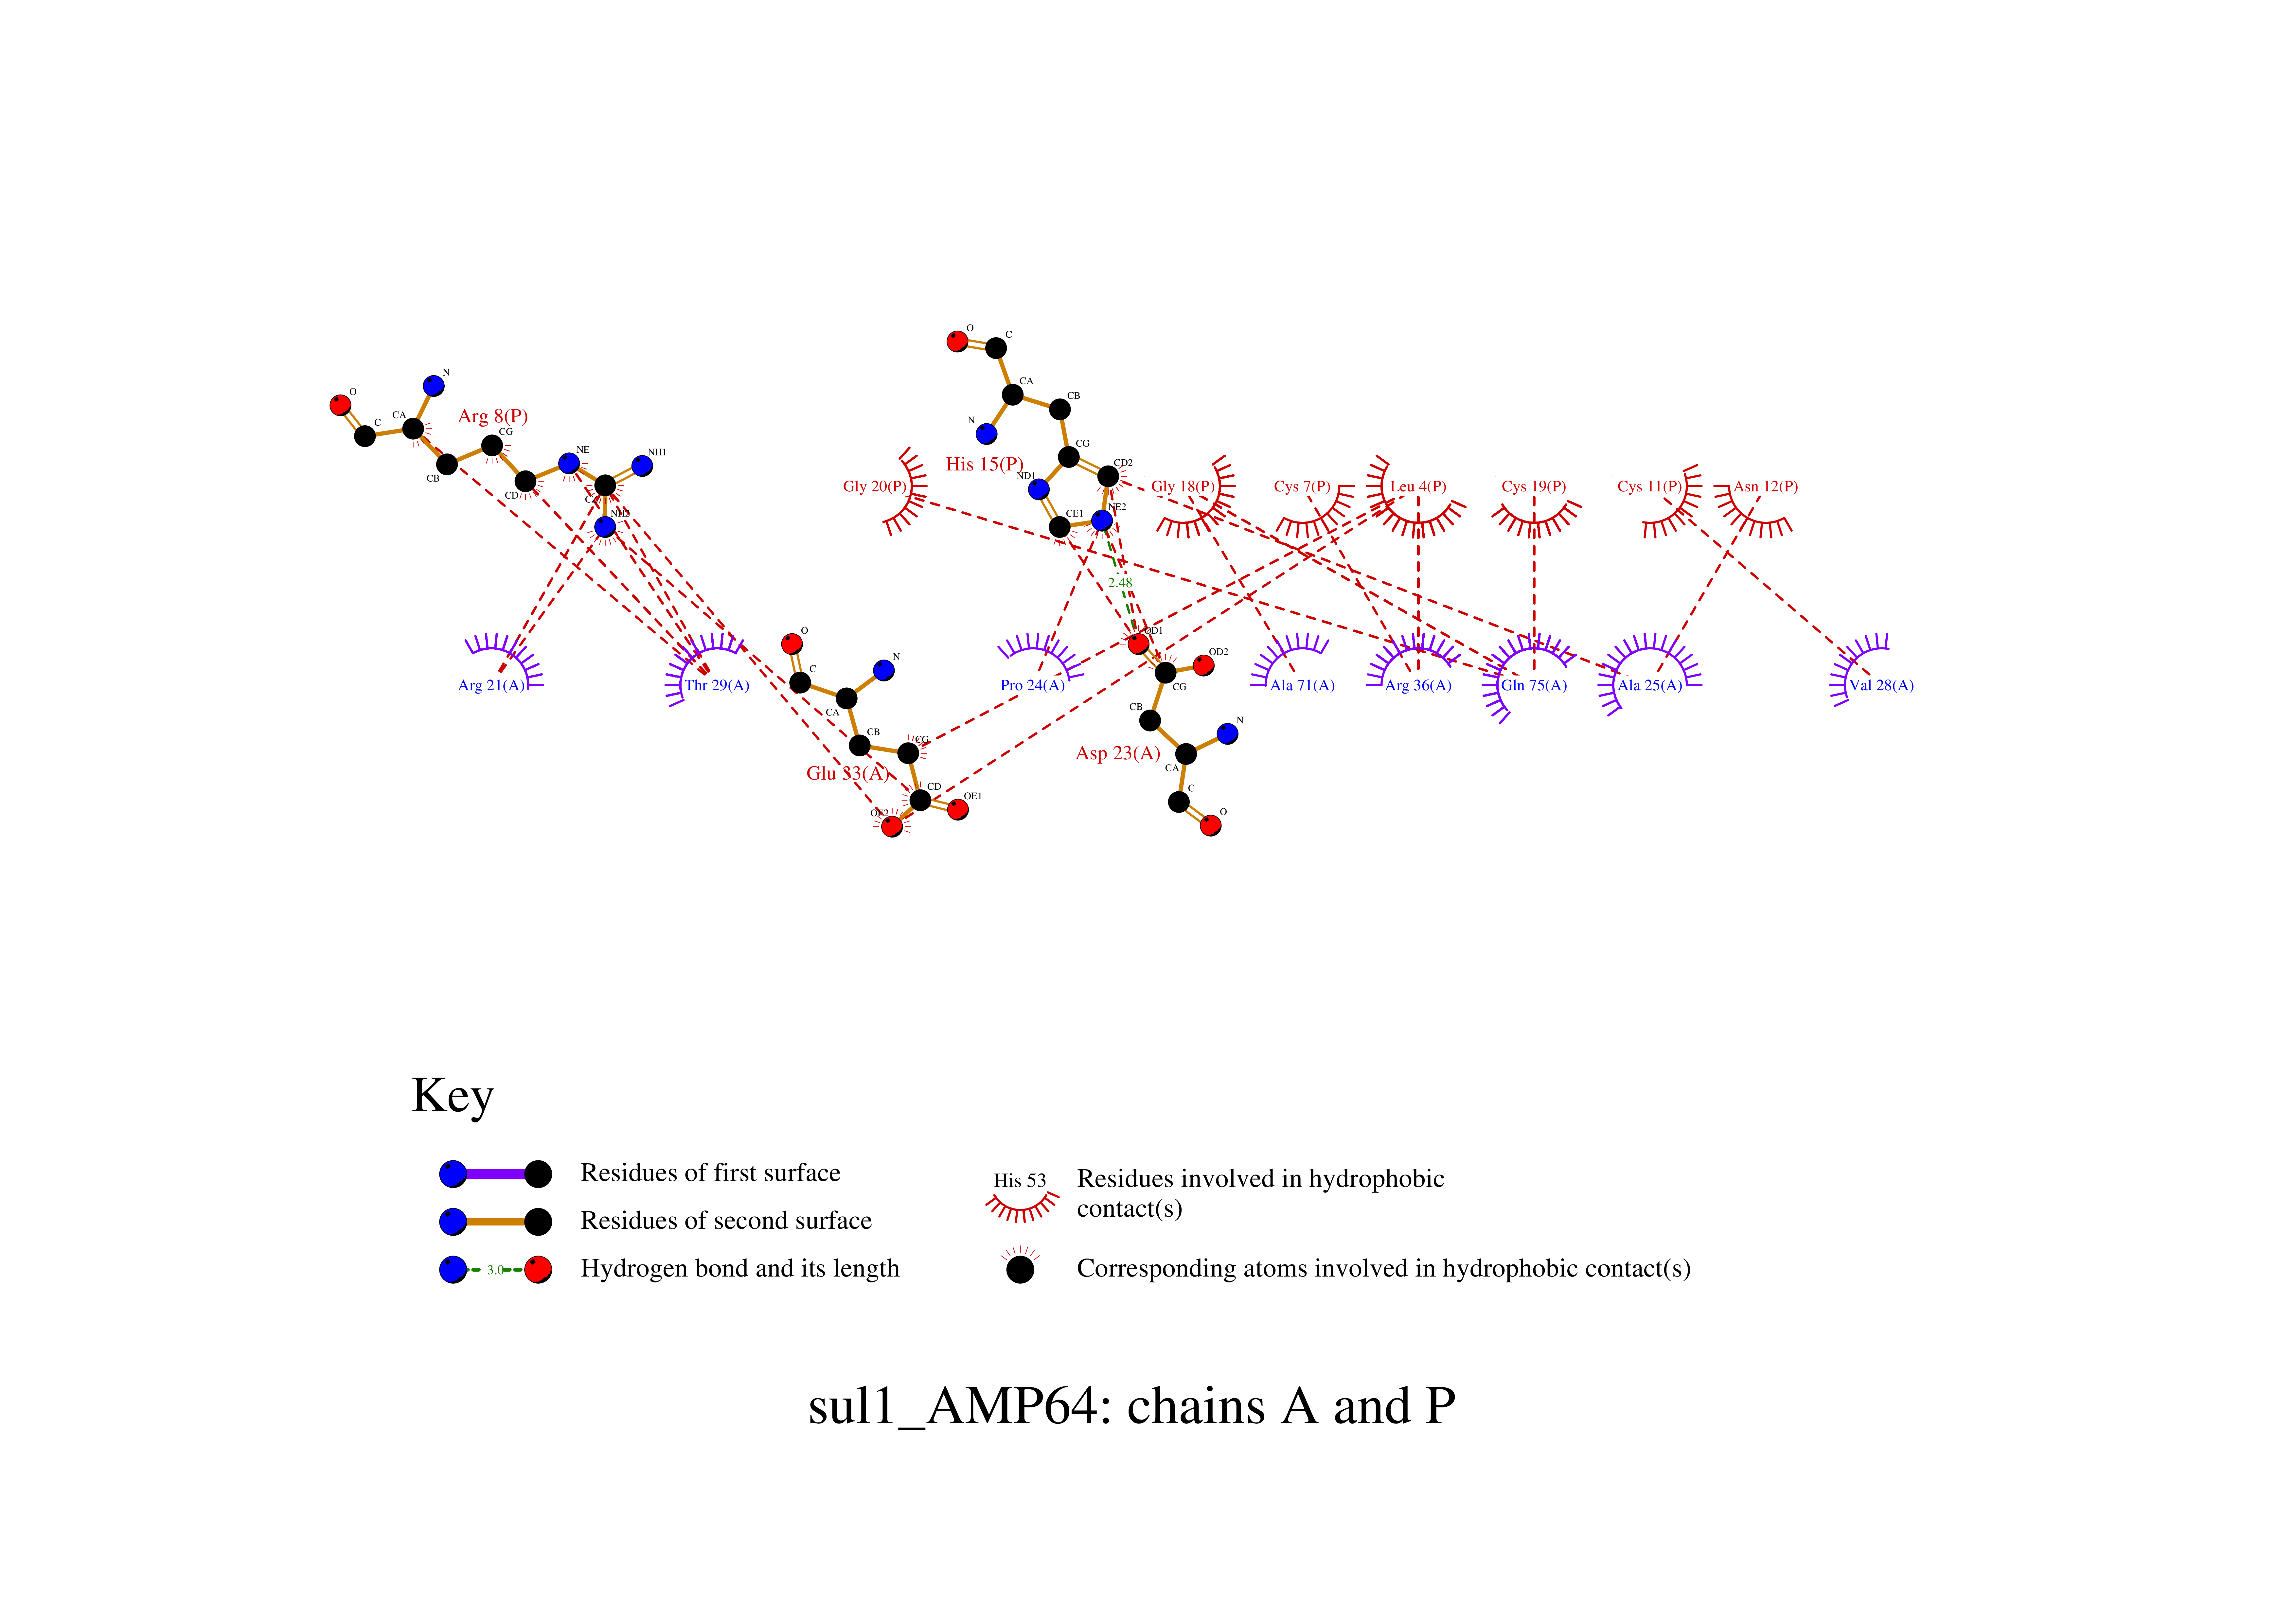 O
C
CA
N
CB
Arg 8(P)
CG
CD
NE
NH1
CZ
NH2
O
C
CA
CB
N
CG
His 15(P)
CD2
ND1
NE2
CE1
Gly 20(P)
Gly 18(P)
Cys 7(P)
Leu 4(P)
Cys 19(P)
Cys 11(P)
Asn 12(P)
2.48
Arg 21(A)
Thr 29(A)
O
C
N
CA
CB
CG
Glu 33(A)
CD
OE1
OE2
Pro 24(A)
OD1
OD2
CG
CB
N
Asp 23(A)
CA
C
O
Ala 71(A)
Arg 36(A)
Gln 75(A)
Ala 25(A)
Val 28(A)
Key
Residues of first surface
Residues of second surface
3.0
Hydrogen bond and its length
His 53
Residues involved in hydrophobic
contact(s)
Corresponding atoms involved in hydrophobic contact(s)
sul1_AMP64: chains A and P